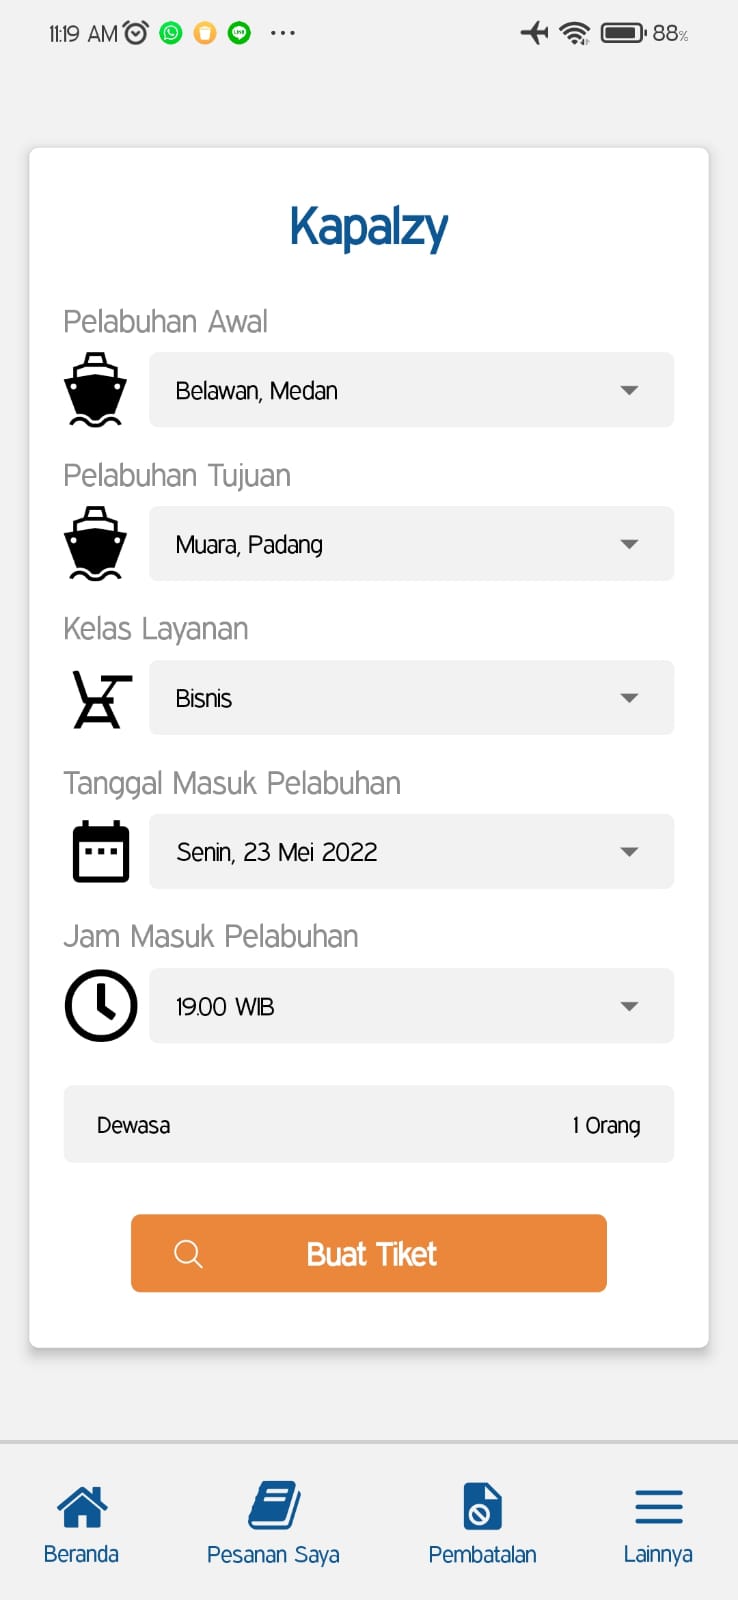 11:19 AM
88%
Kapalzy
Pelabuhan Awal
Belawan, Medan
Pelabuhan Tujuan
Muara, Padang
Kelas Layanan
Bisnis
Tanggal Masuk Pelabuhan
Senin, 23 Mei 2022
Jam Masuk Pelabuhan
19.00 WIB
Dewasa 1 Orang
Buat Tiket
Beranda Pesanan Saya Pembatalan Lainnya